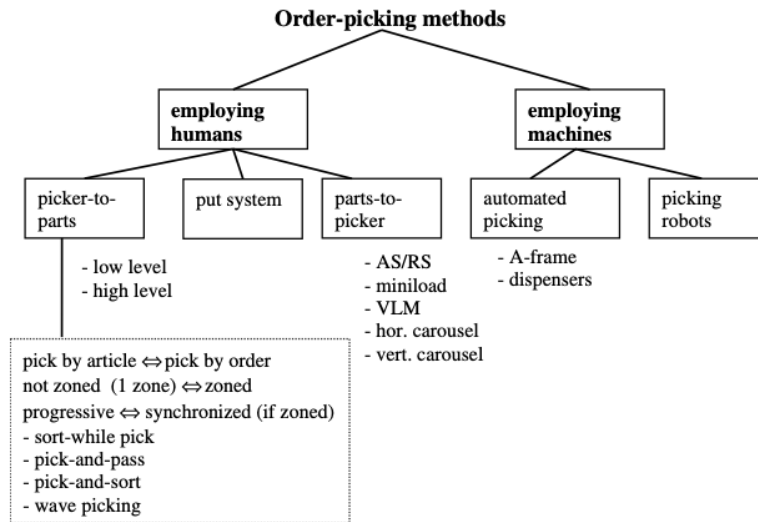 Order-picking methods
employing
humans
employing
machines
picker-to-
parts
put system
parts-to-
picker
automated
picking
picking
robots
- low level
- high level
- AS/RS
- miniload
- VLM
- hor. carousel
- vert. carousel
- A-frame
- dispensers
pick by article ⇔ pick by order
not zoned (1 zone) ⇔ zoned
progressive ⇔ synchronized (if zoned)
- sort-while pick
- pick-and-pass
- pick-and-sort
- wave picking